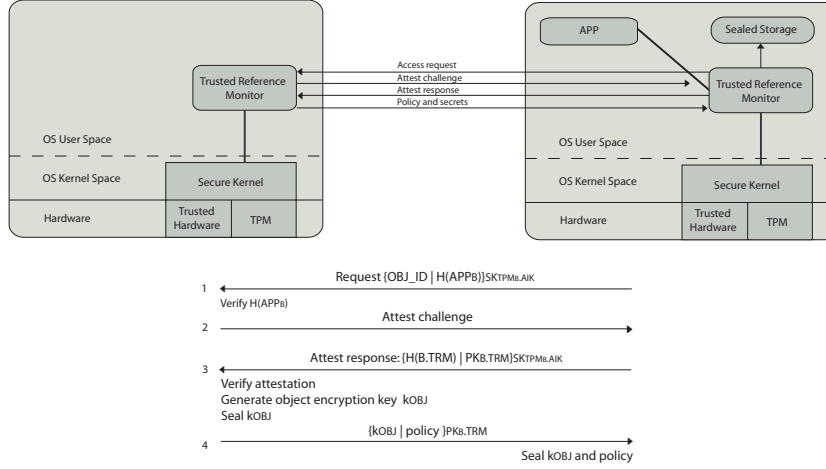 Trusted Reference
Monitor
OS User Space
OS Kernel Space
Secure Kernel
Hardware
Trusted
Hardware
TPM
Access request
Attest challenge
Attest response
Policy and secrets
APP
Sealed Storage
Trusted Reference
Monitor
OS User Space
OS Kernel Space
Secure Kernel
Hardware
Trusted
Hardware
TPM
Request {OBJ_ID | H(APPB)}SKTPMB.AIK
1
Verify H(APPB)
Attest challenge
2
Attest response: {H(B.TRM) | PKB.TRM}SKTPMB.AIK
3
Verify attestation
Generate object encryption key kOBJ
Seal kOBJ
{kOBJ | policy }PKB.TRM
4
Seal kOBJ and policy